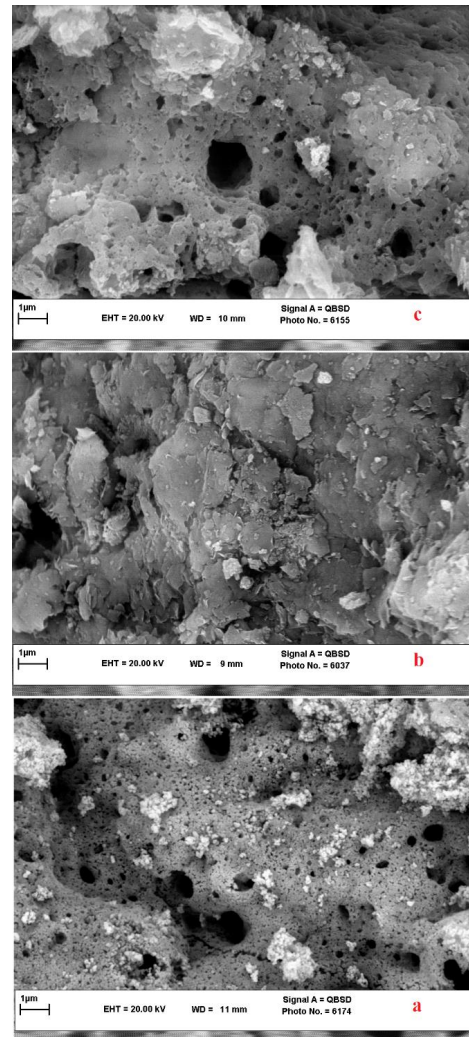 1µm
EHT = 20.00 kV WD = 10 mm Signal A = QBSD
Photo No. = 6155 c
1µm
EHT = 20.00 kV WD = 9 mm Signal A = QBSD
Photo No. = 6037 b
1µm
EHT = 20.00 kV WD = 11 mm Signal A = QBSD
Photo No. = 6174 a